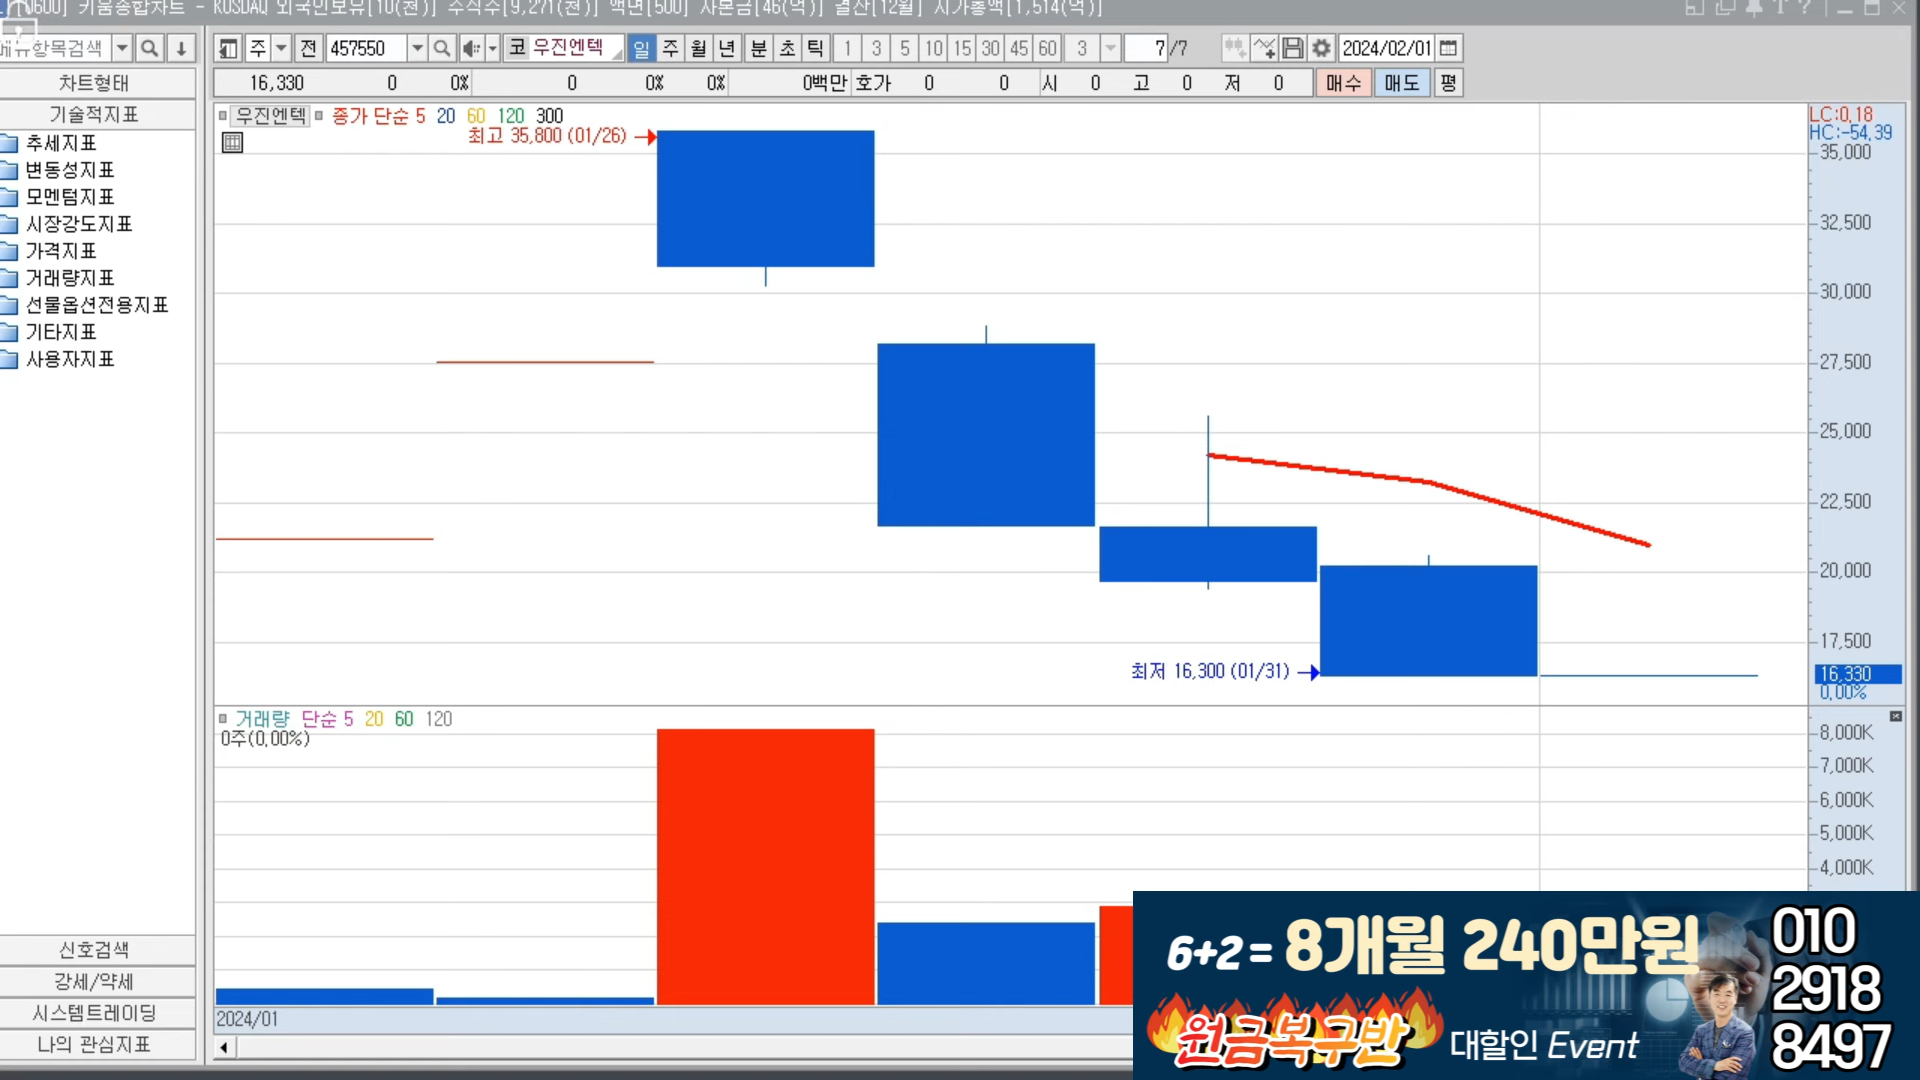 [0600] 키움종합차트 - KOSDAQ 외국인보유[10(천)] 주식수[9,271(천)] 액면[500] 자본금[46(억)] 결산[12월] 시가총액[1,514(억)]
메뉴항목검색
주 전 457550 코 우진엔텍 일 주 월 년 분 초 틱 1 3 5 10 15 30 45 60 3 7 /7 2024/02/01
차트형태
16,330 0 0% 0 0% 0% 0백만 호가 0 0 시 0 고 0 저 0 매수 매도 평
기술적지표
추세지표
변동성지표
모멘텀지표
시장강도지표
가격지표
거래량지표
선물옵션전용지표
기타지표
사용자지표
신호검색
강세/약세
시스템트레이딩
나의 관심지표
우진엔텍 종가 단순 5 20 60 120 300
최고 35,800 (01/26)
최저 16,300 (01/31)
LC:0.18
HC:-54.39
35,000
32,500
30,000
27,500
25,000
22,500
20,000
17,500
16,330
0.00%
거래량 단순 5 20 60 120
0주(0.00%)
8,000K
7,000K
6,000K
5,000K
4,000K
2024/01
6+2= 8개월 240만원
원금복구반 대할인 Event
010
2918
8497